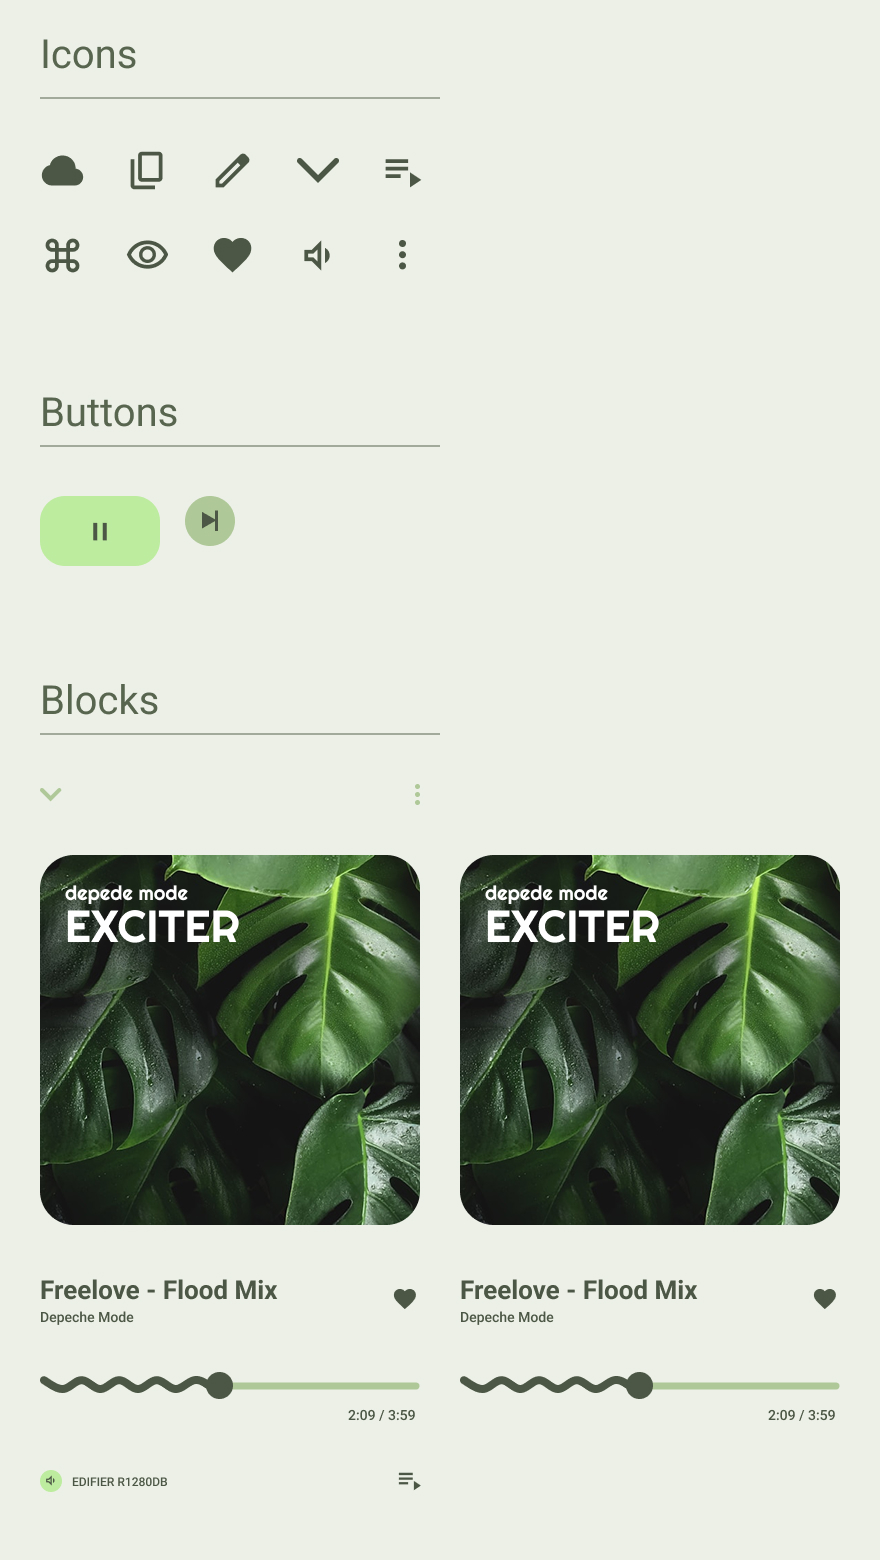 Icons
Buttons
Blocks
depede mode
EXCITER
depede mode
EXCITER
Freelove - Flood Mix
Depeche Mode
Freelove - Flood Mix
Depeche Mode
2:09 / 3:59
2:09 / 3:59
EDIFIER R1280DB